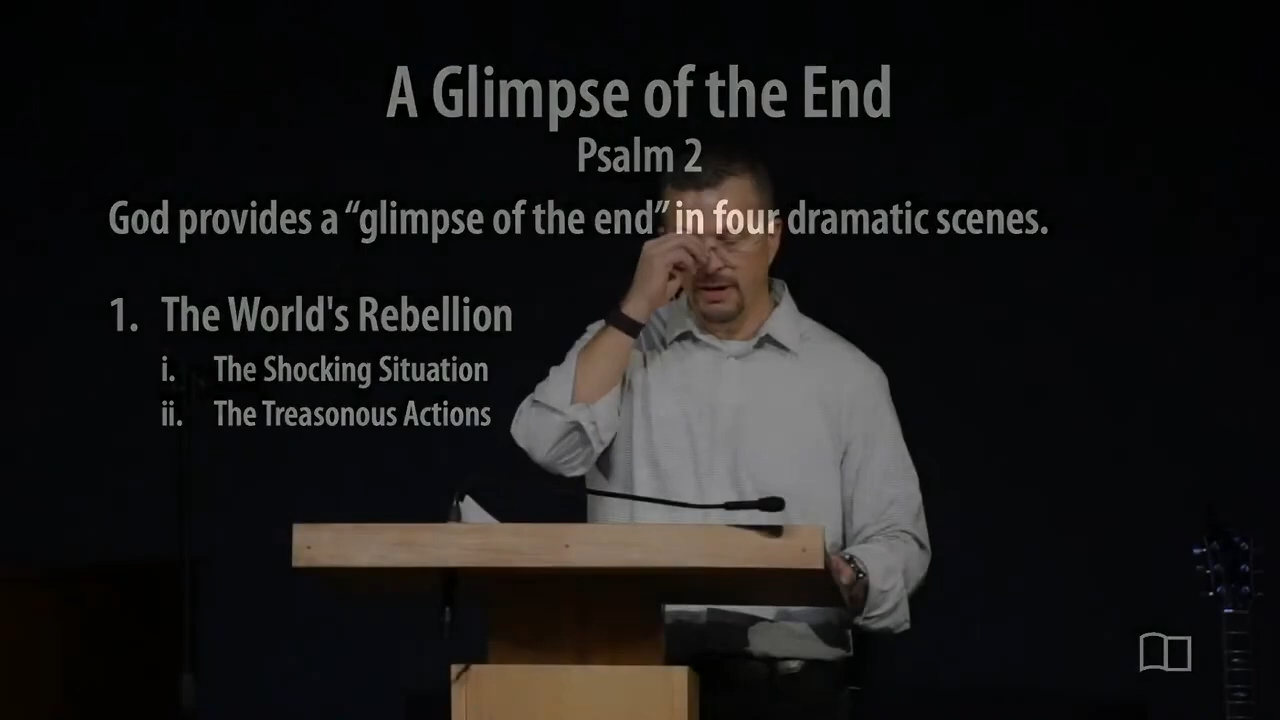 A Glimpse of the End
Psalm 2
God provides a “glimpse of the end” in four dramatic scenes.
1. The World's Rebellion
i. The Shocking Situation
ii. The Treasonous Actions